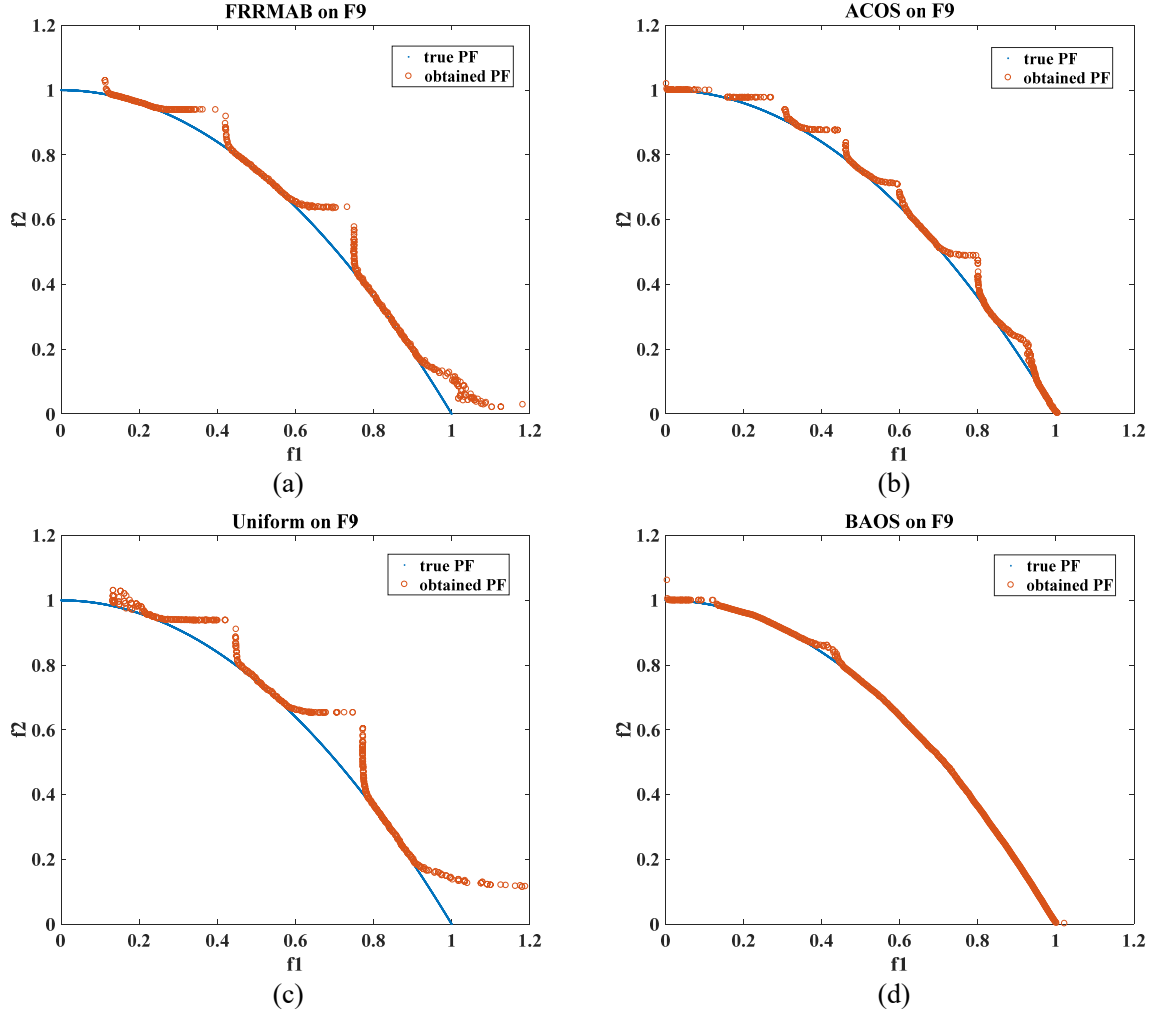 FRRMAB on F9
1.2
1
0.8
0.6
0.4
0.2
0
f2
true PF
obtained PF
0 0.2 0.4 0.6 0.8 1 1.2
f1
(a)
ACOS on F9
1.2
1
0.8
0.6
0.4
0.2
0
f2
true PF
obtained PF
0 0.2 0.4 0.6 0.8 1 1.2
f1
(b)
Uniform on F9
1.2
1
0.8
0.6
0.4
0.2
0
f2
true PF
obtained PF
0 0.2 0.4 0.6 0.8 1 1.2
f1
(c)
BAOS on F9
1.2
1
0.8
0.6
0.4
0.2
0
f2
true PF
obtained PF
0 0.2 0.4 0.6 0.8 1 1.2
f1
(d)